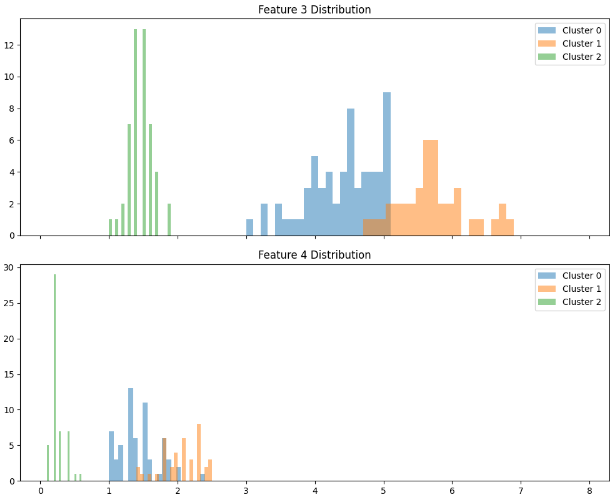 Feature 3 Distribution
Cluster 0
Cluster 1
Cluster 2
12
10
8
6
4
2
0
Feature 4 Distribution
Cluster 0
Cluster 1
Cluster 2
30
25
20
15
10
5
0
0 1 2 3 4 5 6 7 8